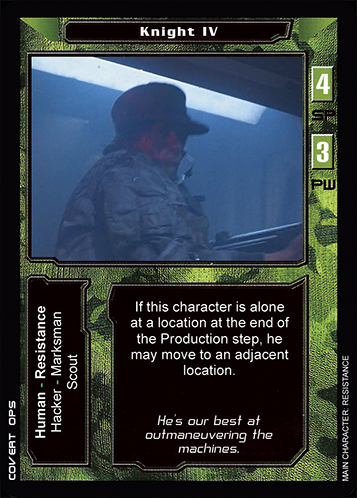 Knight IV
4
SP
3
PW
Human - Resistance
Hacker - Marksman
Scout
If this character is alone
at a location at the end of
the Production step, he
may move to an adjacent
location.
He's our best at
outmaneuvering the
machines.
COVERT OPS
MAIN CHARACTER: RESISTANCE